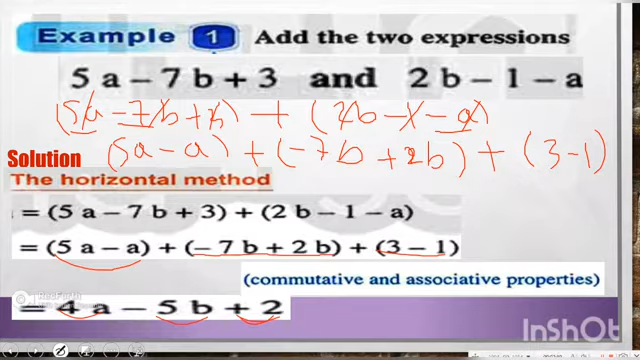 Example 1 Add the two expressions
5 a – 7 b + 3 and 2 b – 1 – a
(5a – 7b + 3) + (2b – 1 – a)
Solution (5a – a) + (–7b + 2b) + (3 – 1)
The horizontal method
= (5 a – 7 b + 3) + (2 b – 1 – a)
= (5 a – a) + (– 7 b + 2 b) + (3 – 1)
(commutative and associative properties)
= 4 a – 5 b + 2
InShOt